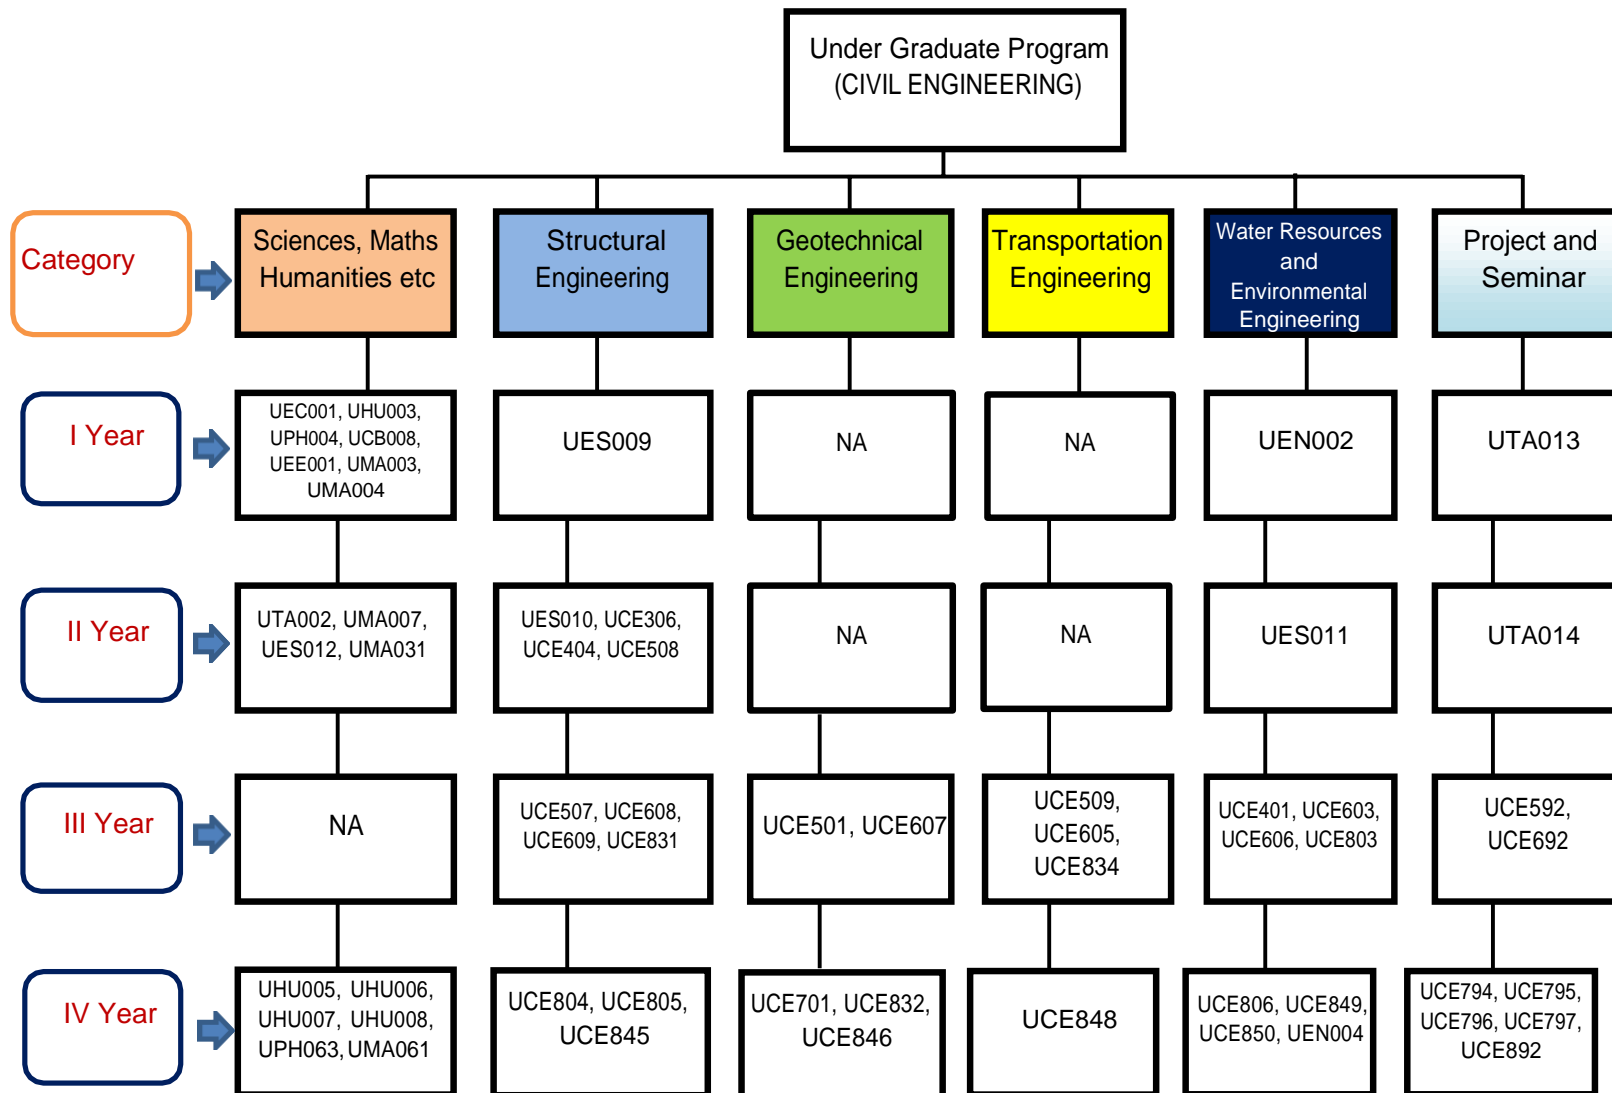 Under Graduate Program
(CIVIL ENGINEERING)
Category
Sciences, Maths
Humanities etc
Structural
Engineering
Geotechnical
Engineering
Transportation
Engineering
Water Resources
and
Environmental
Engineering
Project and
Seminar
I Year
UEC001, UHU003,
UPH004, UCB008,
UEE001, UMA003,
UMA004
UES009
NA
NA
UEN002
UTA013
II Year
UTA002, UMA007,
UES012, UMA031
UES010, UCE306,
UCE404, UCE508
NA
NA
UES011
UTA014
III Year
NA
UCE507, UCE608,
UCE609, UCE831
UCE501, UCE607
UCE509,
UCE605,
UCE834
UCE401, UCE603,
UCE606, UCE803
UCE592,
UCE692
IV Year
UHU005, UHU006,
UHU007, UHU008,
UPH063, UMA061
UCE804, UCE805,
UCE845
UCE701, UCE832,
UCE846
UCE848
UCE806, UCE849,
UCE850, UEN004
UCE794, UCE795,
UCE796, UCE797,
UCE892